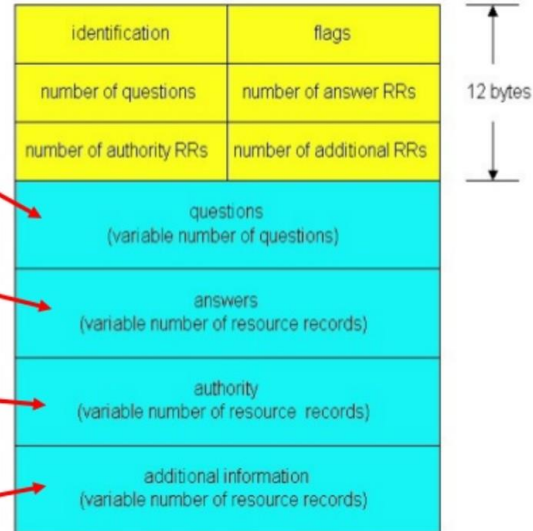 identification flags
number of questions number of answer RRs
12 bytes
number of authority RRs number of additional RRs
questions
(variable number of questions)
answers
(variable number of resource records)
authority
(variable number of resource records)
additional information
(variable number of resource records)